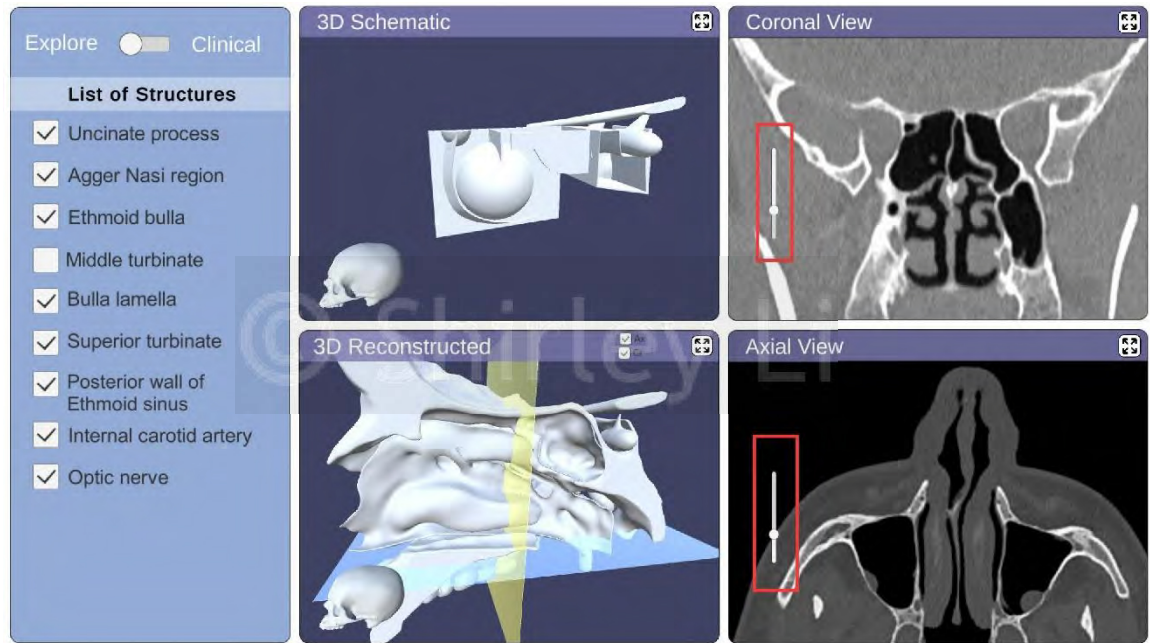 Explore Clinical
List of Structures
Uncinate process
Agger Nasi region
Ethmoid bulla
Middle turbinate
Bulla lamella
Superior turbinate
Posterior wall of
Ethmoid sinus
Internal carotid artery
Optic nerve
3D Schematic
Coronal View
3D Reconstructed
Axial View
© Shirley Li